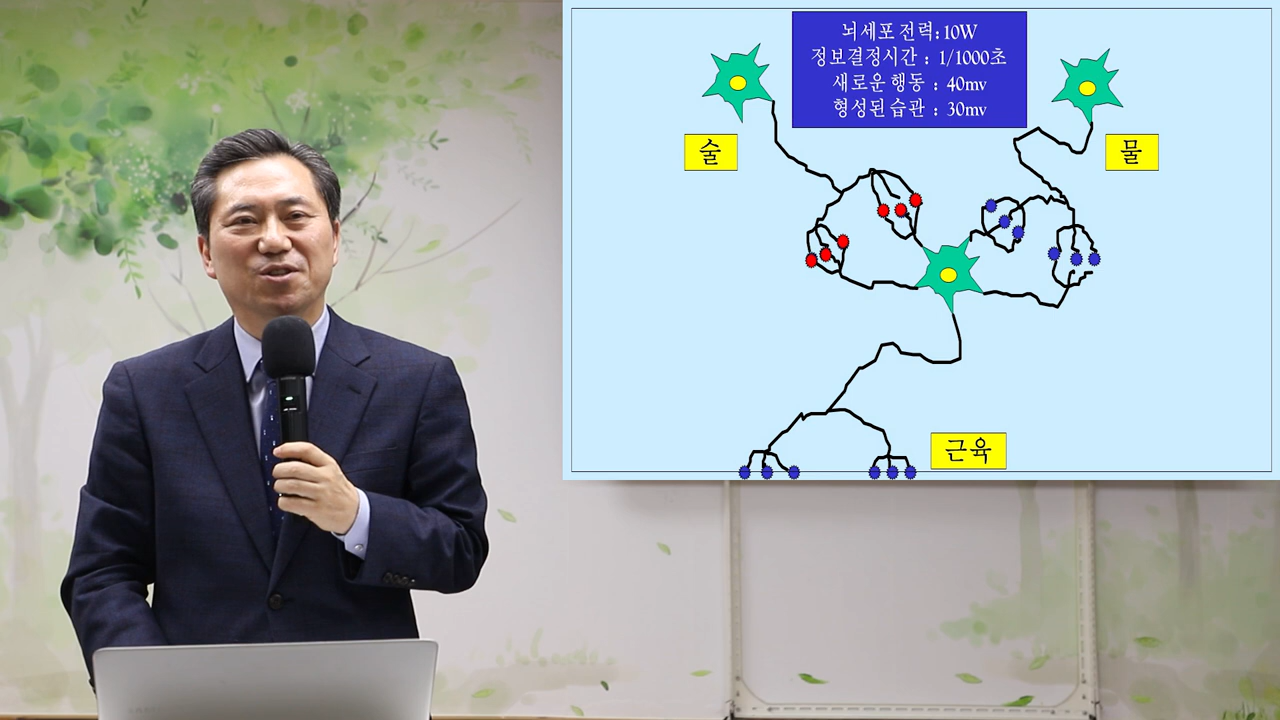 뇌세포 전력: 10W
정보결정시간 : 1/1000초
새로운 행동 : 40mv
형성된 습관 : 30mv
술
물
근육